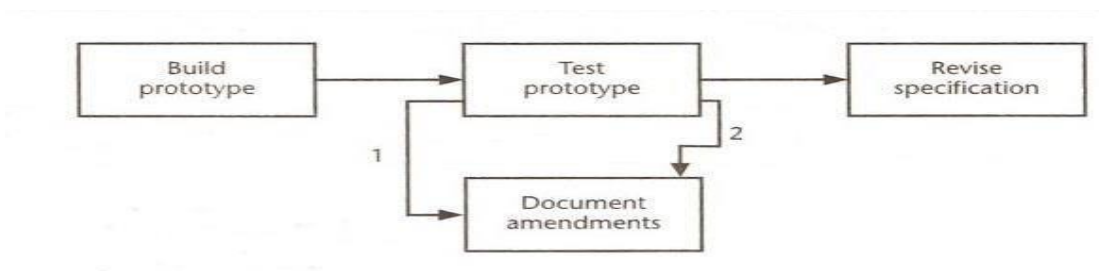 Build
prototype
Test
prototype
Revise
specification
1
2
Document
amendments